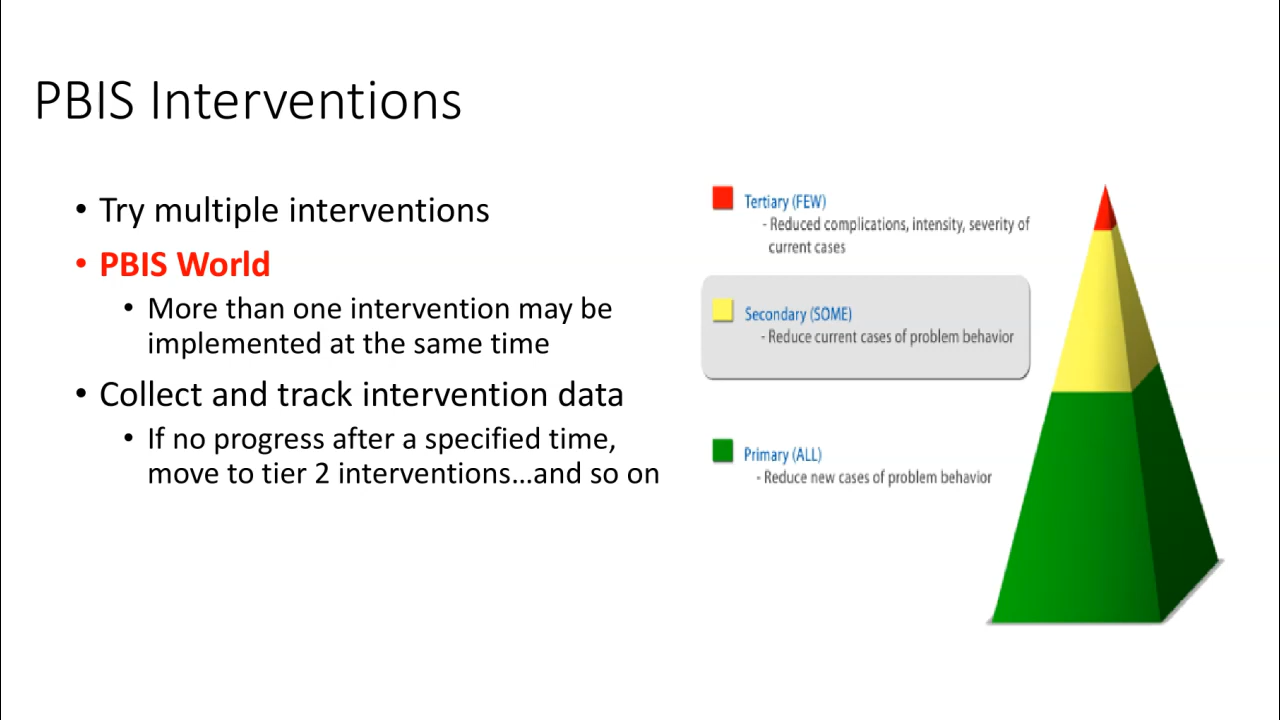 PBIS Interventions
• Try multiple interventions
• PBIS World
• More than one intervention may be
implemented at the same time
• Collect and track intervention data
• If no progress after a specified time,
move to tier 2 interventions...and so on
Tertiary (FEW)
- Reduced complications, intensity, severity of
current cases
Secondary (SOME)
- Reduce current cases of problem behavior
Primary (ALL)
- Reduce new cases of problem behavior